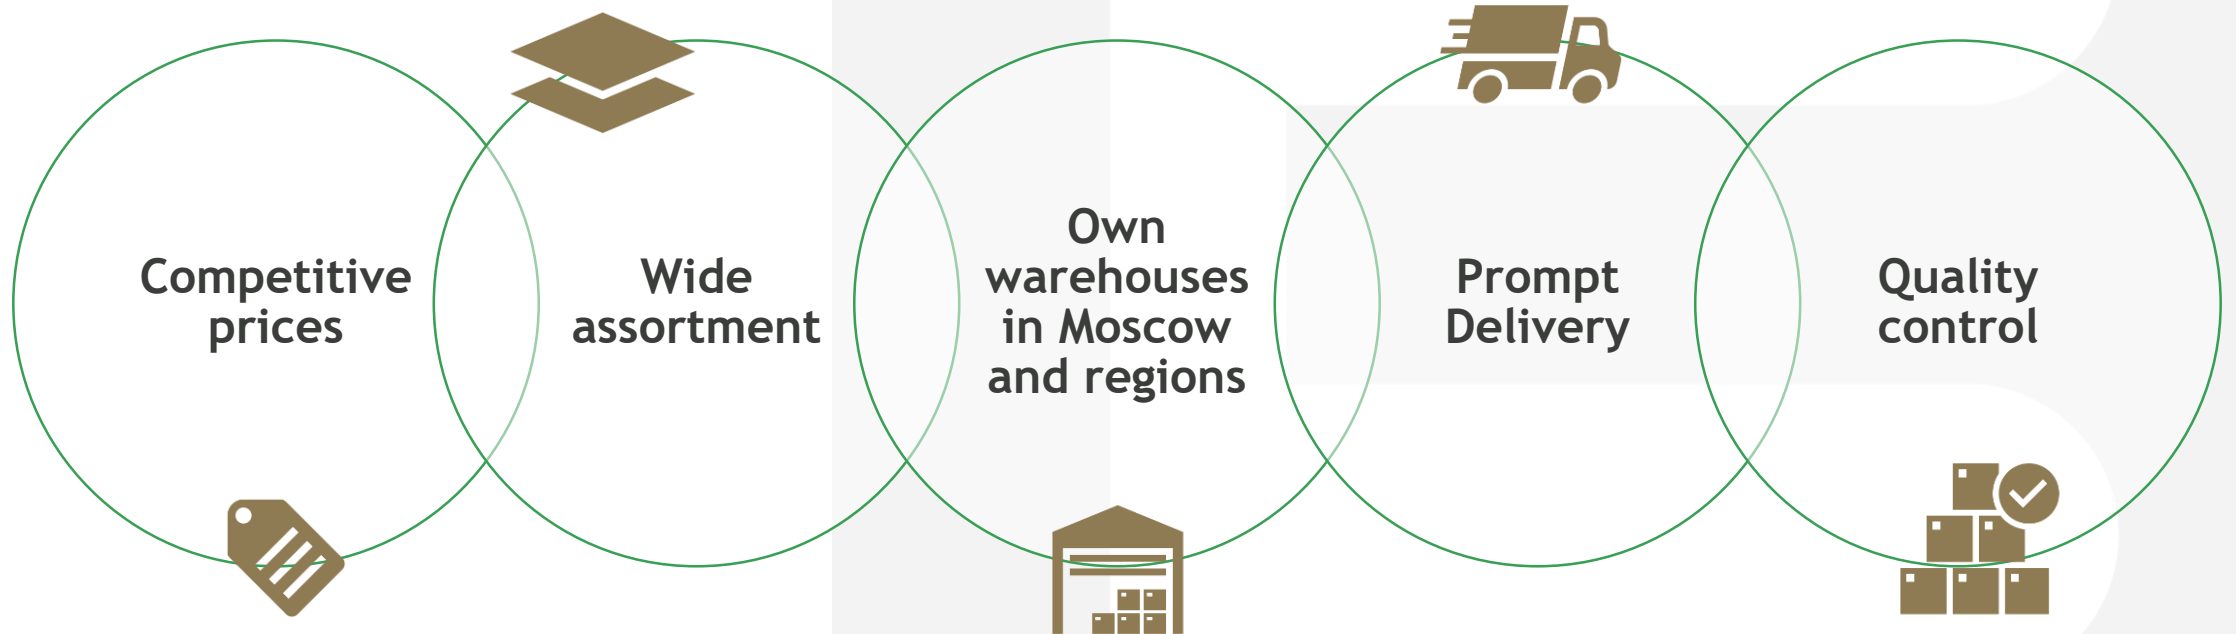 Competitive
prices
Wide
assortment
Own
warehouses
in Moscow
and regions
Prompt
Delivery
Quality
control